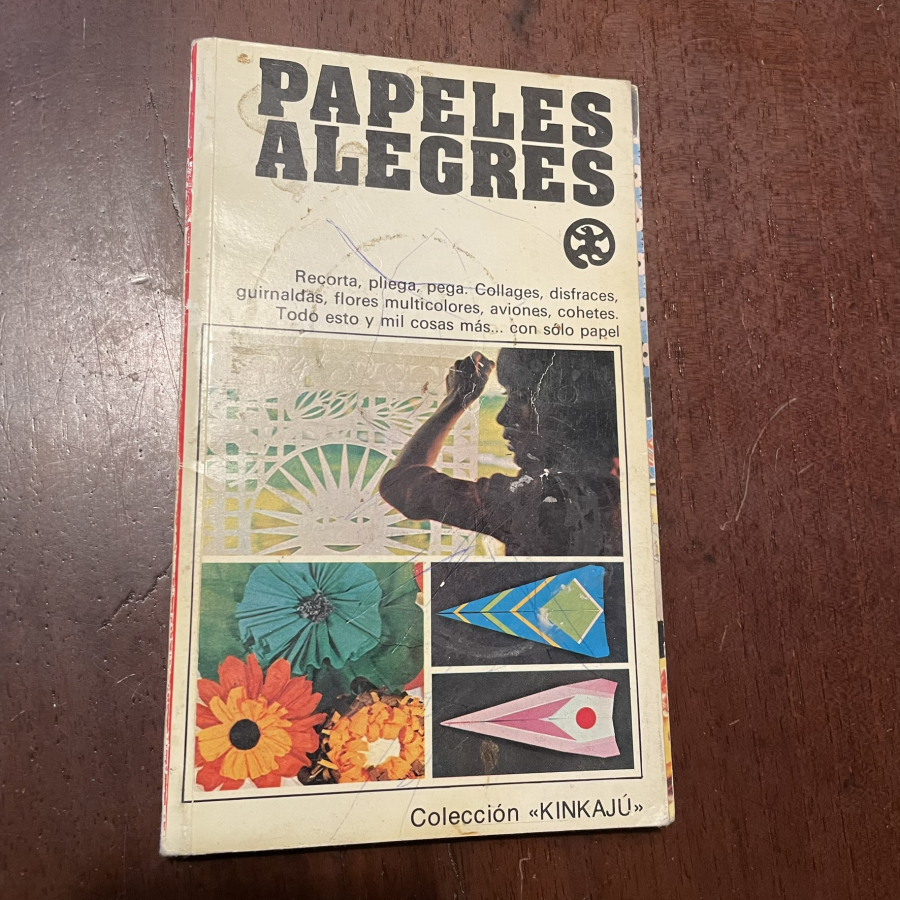 PAPELES
ALEGRES
Recorta, pliega, pega. Collages, disfraces,
guirnaldas, flores multicolores, aviones, cohetes.
Todo esto y mil cosas más... con sólo papel
Colección «KINKAJÚ»